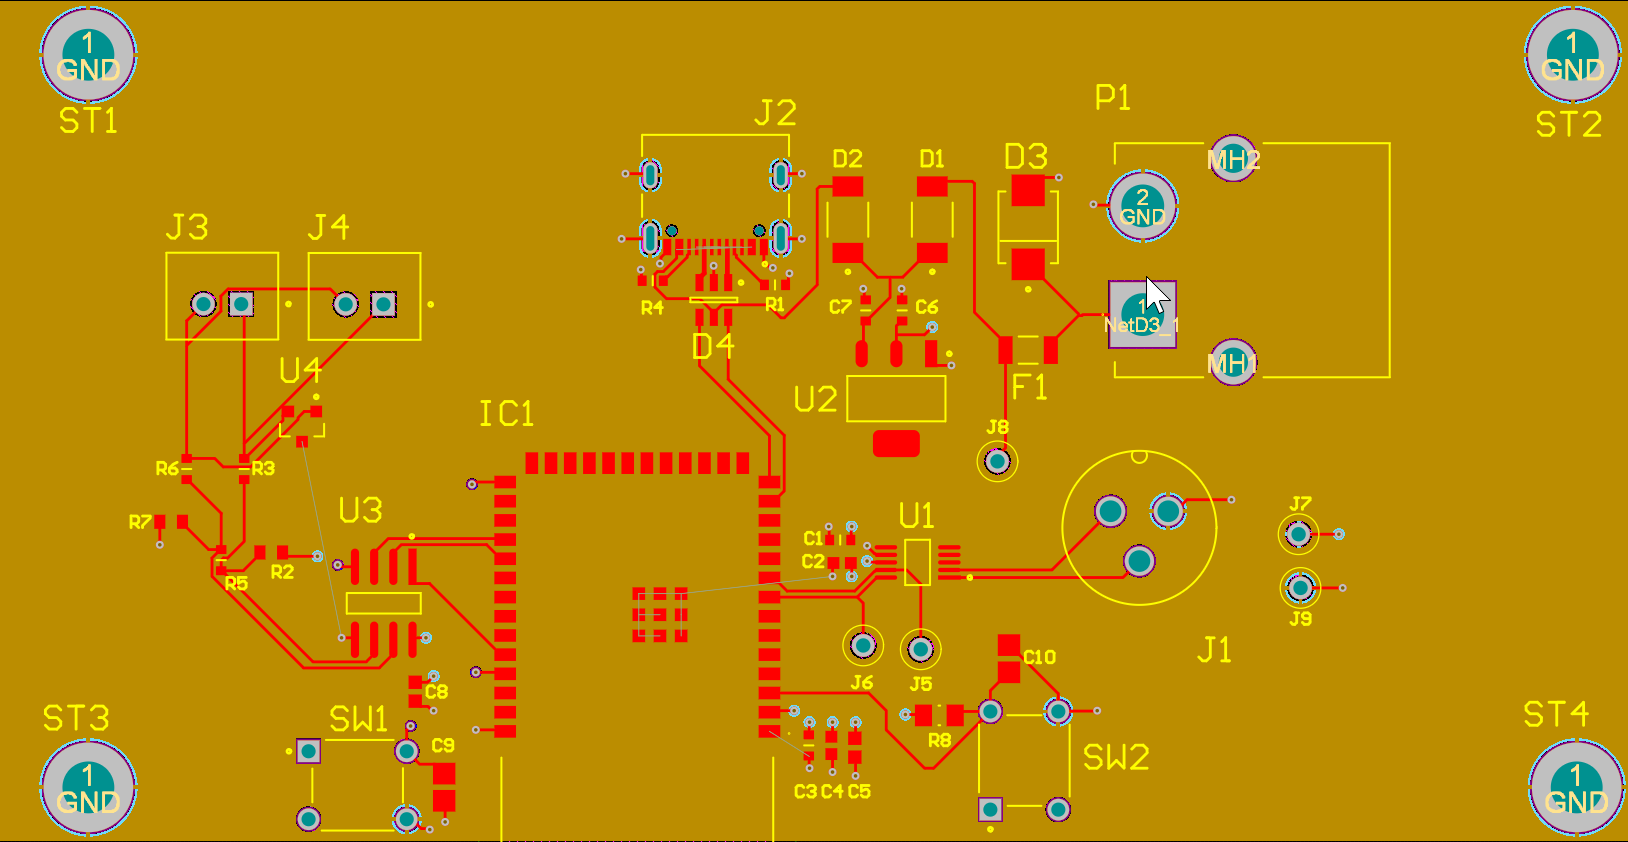 1
GND
ST1
1
GND
ST2
P1
J2
D2
D1
D3
MH2
2
GND
J3
J4
R4
R1
C7
C6
1
NetD3_1
D4
U4
MH1
U2
F1
IC1
J8
R6
R3
U3
U1
R7
J7
C1
C2
R2
R5
J9
J1
C10
J6
J5
C8
ST3
SW1
C9
R8
ST4
SW2
1
GND
C3
C4
C5
1
GND